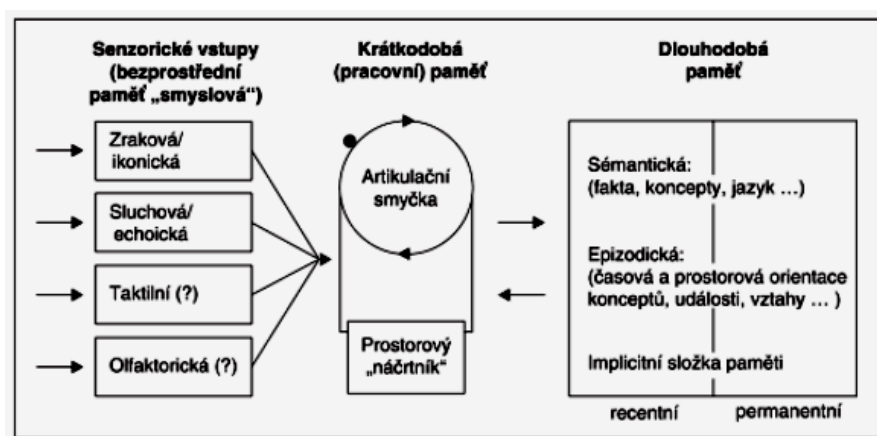 Senzorické vstupy
(bezprostřední
paměť „smyslová“)
Zraková/
ikonická
Sluchová/
echoická
Taktilní (?)
Olfaktorická (?)
Krátkodobá
(pracovní) paměť
Artikulační
smyčka
Prostorový
„náčrtník“
Dlouhodobá
paměť
Sémantická:
(fakta, koncepty, jazyk ...)
Epizodická:
(časová a prostorová orientace
konceptů, události, vztahy ... )
Implicitní složka paměti
recentní
permanentní